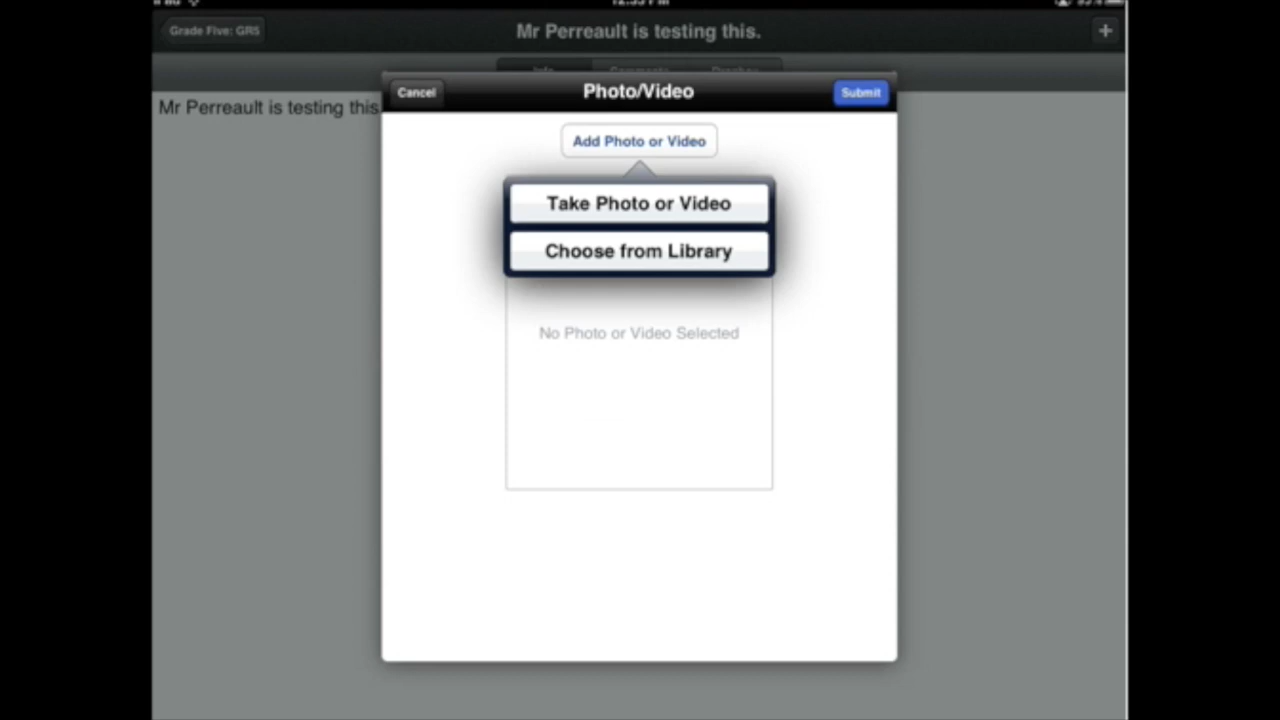 Grade Five: GR5
Mr Perreault is testing this.
Cancel
Photo/Video
Submit
Mr Perreault is testing this
Add Photo or Video
Take Photo or Video
Choose from Library
No Photo or Video Selected